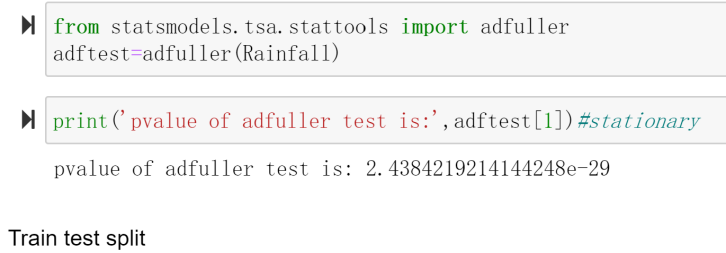 from statsmodels.tsa.stattools import adfuller
adftest=adfuller(Rainfall)
print('pvalue of adfuller test is:',adftest[1])#stationary
pvalue of adfuller test is: 2.4384219214144248e-29
Train test split